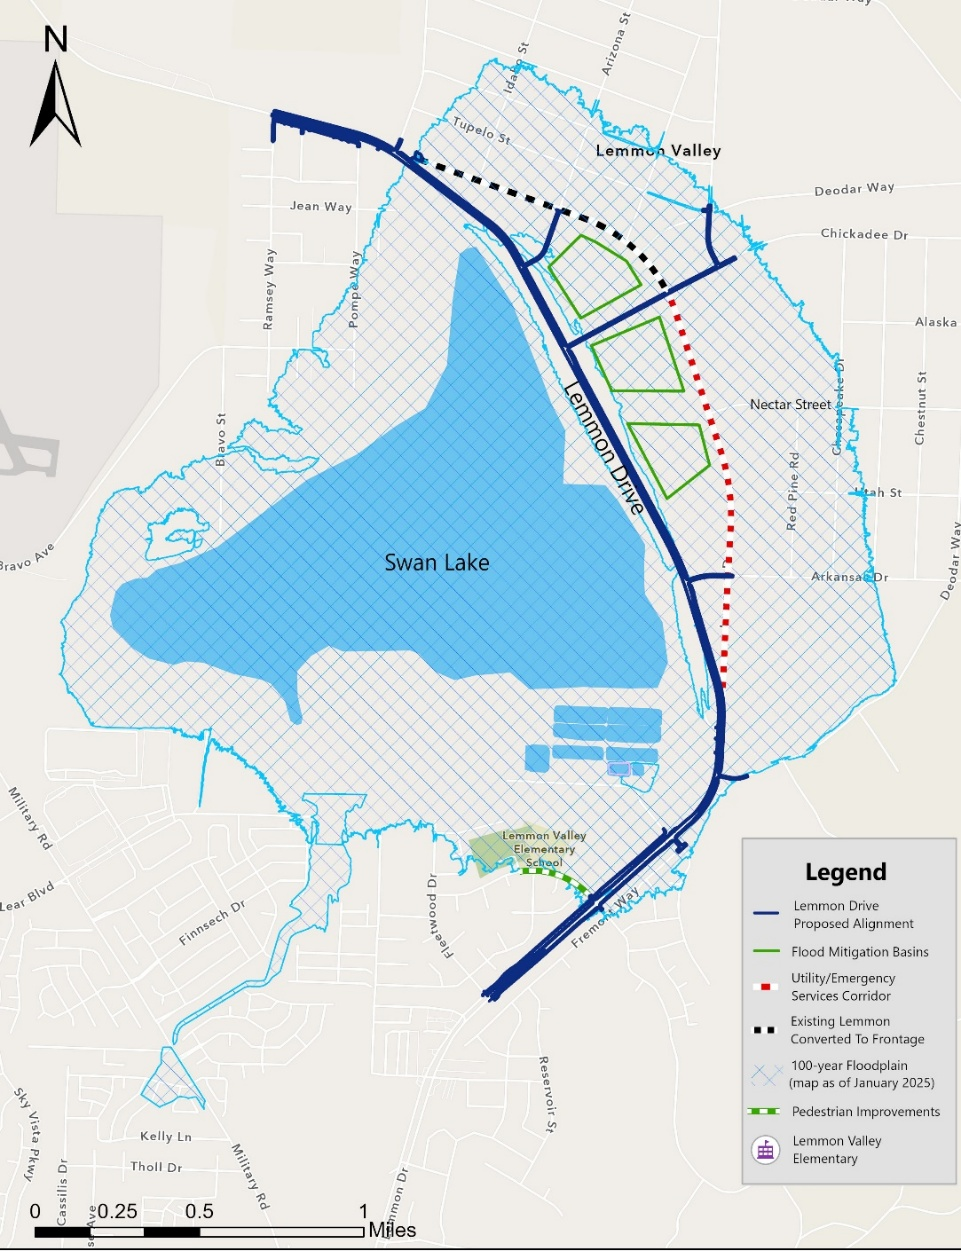 N
Idaho St
Arizona St
Tupelo St
Lemmon Valley
Deodar Way
Jean Way
Chickadee Dr
Ramsey Way
Pompe Way
Alaska
Lemmon Drive
Nectar Street
Chesapeake Dr
Chestnut St
Bravo St
Red Pine Rd
Utah St
Bravo Ave
Swan Lake
Arkansas Dr
Deodar Way
Military Rd
Lemmon Valley
Elementary
School
Lear Blvd
Finnsech Dr
Fleetwood Dr
Fremont Way
Legend
Lemmon Drive
Proposed Alignment
Flood Mitigation Basins
Utility/Emergency
Services Corridor
Existing Lemmon
Converted To Frontage
100-year Floodplain
(map as of January 2025)
Pedestrian Improvements
Lemmon Valley
Elementary
Reservoir St
Sky Vista Pkwy
Kelly Ln
Tholl Dr
Military Rd
Cassilis Dr
Lemmon Dr
0 0.25 0.5 1
Miles